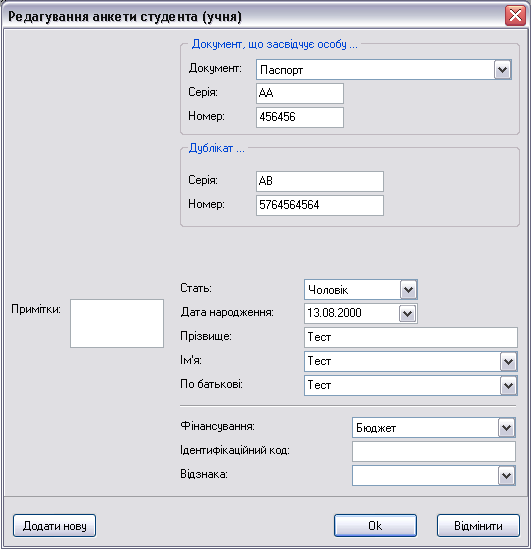 Редагування анкети студента (учня)
Документ, що засвідчує особу ...
Документ: Паспорт
Серія: АА
Номер: 456456
Дублікат ...
Серія: АВ
Номер: 5764564564
Стать: Чоловік
Примітки:
Дата народження: 13.08.2000
Прізвище: Тест
Ім'я: Тест
По батькові: Тест
Фінансування: Бюджет
Ідентифікаційний код:
Відзнака:
Додати нову
Ok
Відмінити